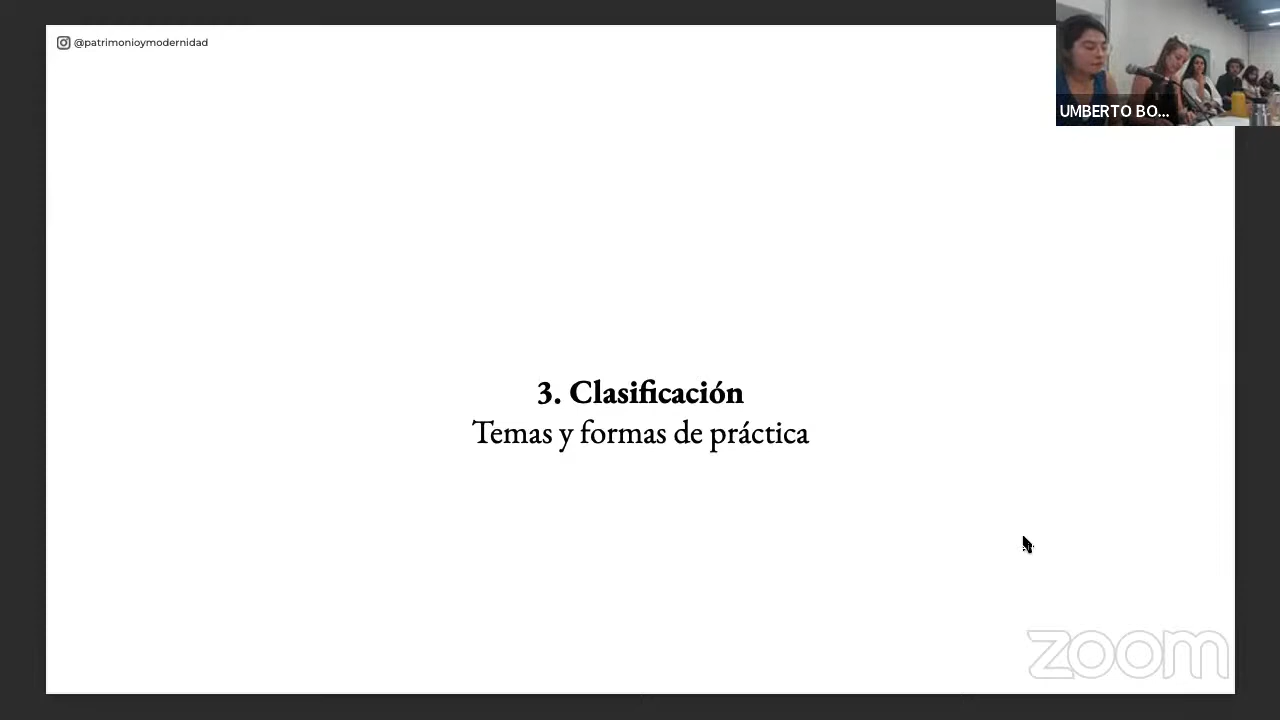 @patrimonioymodernidad
UMBERTO BO...
3. Clasificación
Temas y formas de práctica
zoom